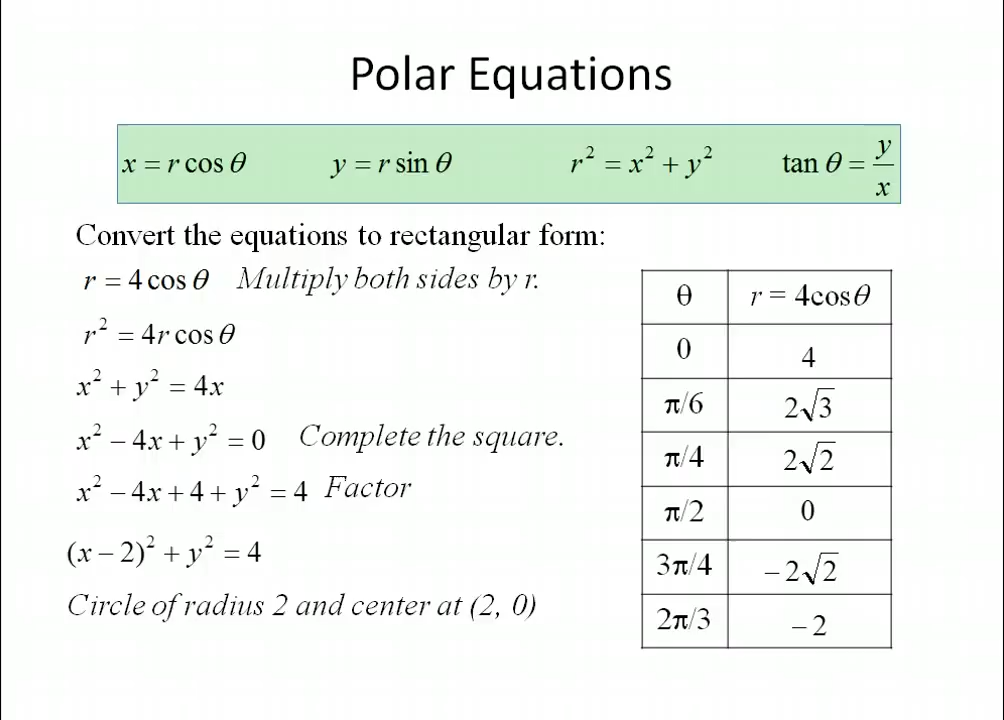 Polar Equations
x = r cos θ y = r sin θ r² = x² + y² tan θ = y/x
Convert the equations to rectangular form:
r = 4 cos θ Multiply both sides by r.
r² = 4r cos θ
x² + y² = 4x
x² − 4x + y² = 0 Complete the square.
x² − 4x + 4 + y² = 4 Factor
(x − 2)² + y² = 4
Circle of radius 2 and center at (2, 0)
θ r = 4cosθ
0 4
π/6 2√3
π/4 2√2
π/2 0
3π/4 −2√2
2π/3 −2